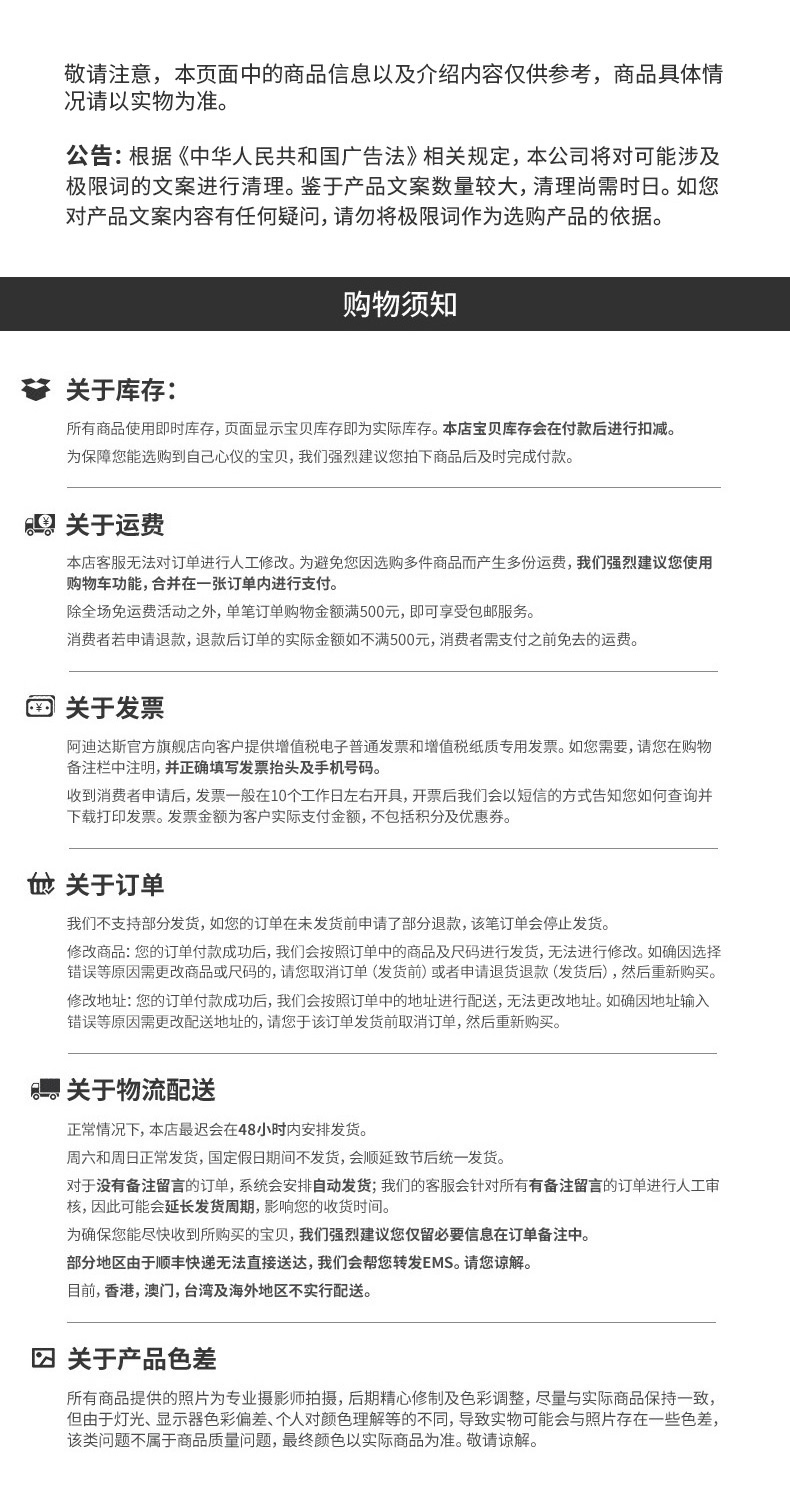 敬请注意，本页面中的商品信息以及介绍内容仅供参考，商品具体情
况请以实物为准。
公告：根据《中华人民共和国广告法》相关规定，本公司将对可能涉及
极限词的文案进行清理。鉴于产品文案数量较大，清理尚需时日。如您
对产品文案内容有任何疑问，请勿将极限词作为选购产品的依据。
购物须知
关于库存：
所有商品使用即时库存，页面显示宝贝库存即为实际库存。本店宝贝库存会在付款后进行扣减。
为保障您能选购到自己心仪的宝贝，我们强烈建议您拍下商品后及时完成付款。
关于运费
本店客服无法对订单进行人工修改。为避免您因选购多件商品而产生多份运费，我们强烈建议您使用
购物车功能，合并在一张订单内进行支付。
除全场免运费活动之外，单笔订单购物金额满500元，即可享受包邮服务。
消费者若申请退款，退款后订单的实际金额如不满500元，消费者需支付之前免去的运费。
关于发票
阿迪达斯官方旗舰店向客户提供增值税电子普通发票和增值税纸质专用发票。如您需要，请您在购物
备注栏中注明，并正确填写发票抬头及手机号码。
收到消费者申请后，发票一般在10个工作日左右开具，开票后我们会以短信的方式告知您如何查询并
下载打印发票。发票金额为客户实际支付金额，不包括积分及优惠券。
关于订单
我们不支持部分发货，如您的订单在未发货前申请了部分退款，该笔订单会停止发货。
修改商品：您的订单付款成功后，我们会按照订单中的商品及尺码进行发货，无法进行修改。如确因选择
错误等原因需更改商品或尺码的，请您取消订单（发货前）或者申请退货退款（发货后），然后重新购买。
修改地址：您的订单付款成功后，我们会按照订单中的地址进行配送，无法更改地址。如确因地址输入
错误等原因需更改配送地址的，请您于该订单发货前取消订单，然后重新购买。
关于物流配送
正常情况下，本店最迟会在48小时内安排发货。
周六和周日正常发货，国定假日期间不发货，会顺延致节后统一发货。
对于没有备注留言的订单，系统会安排自动发货；我们的客服会针对所有有备注留言的订单进行人工审
核，因此可能会延长发货周期，影响您的收货时间。
为确保您能尽快收到所购买的宝贝，我们强烈建议您仅留必要信息在订单备注中。
部分地区由于顺丰快递无法直接送达，我们会帮您转发EMS。请您谅解。
目前，香港，澳门，台湾及海外地区不实行配送。
关于产品色差
所有商品提供的照片为专业摄影师拍摄，后期精心修制及色彩调整，尽量与实际商品保持一致，
但由于灯光、显示器色彩偏差、个人对颜色理解等的不同，导致实物可能会与照片存在一些色差，
该类问题不属于商品质量问题，最终颜色以实际商品为准。敬请谅解。